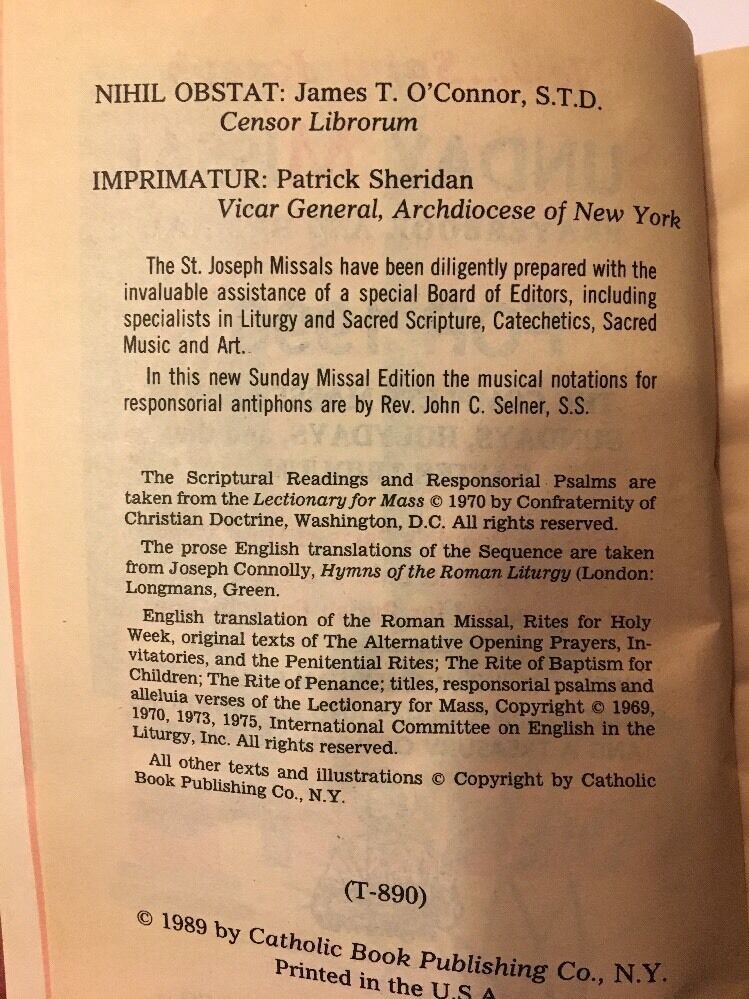 NIHIL OBSTAT: James T. O'Connor, S.T.D.
Censor Librorum
IMPRIMATUR: Patrick Sheridan
Vicar General, Archdiocese of New York
The St. Joseph Missals have been diligently prepared with the
invaluable assistance of a special Board of Editors, including
specialists in Liturgy and Sacred Scripture, Catechetics, Sacred
Music and Art.
In this new Sunday Missal Edition the musical notations for
responsorial antiphons are by Rev. John C. Selner, S.S.
The Scriptural Readings and Responsorial Psalms are
taken from the Lectionary for Mass © 1970 by Confraternity of
Christian Doctrine, Washington, D.C. All rights reserved.
The prose English translations of the Sequence are taken
from Joseph Connolly, Hymns of the Roman Liturgy (London:
Longmans, Green.
English translation of the Roman Missal, Rites for Holy
Week, original texts of The Alternative Opening Prayers, In-
vitatories, and the Penitential Rites; The Rite of Baptism for
Children; The Rite of Penance; titles, responsorial psalms and
alleluia verses of the Lectionary for Mass, Copyright © 1969,
1970, 1973, 1975, International Committee on English in the
Liturgy, Inc. All rights reserved.
All other texts and illustrations © Copyright by Catholic
Book Publishing Co., N.Y.
(T-890)
© 1989 by Catholic Book Publishing Co., N.Y.
Printed in the U.S.A